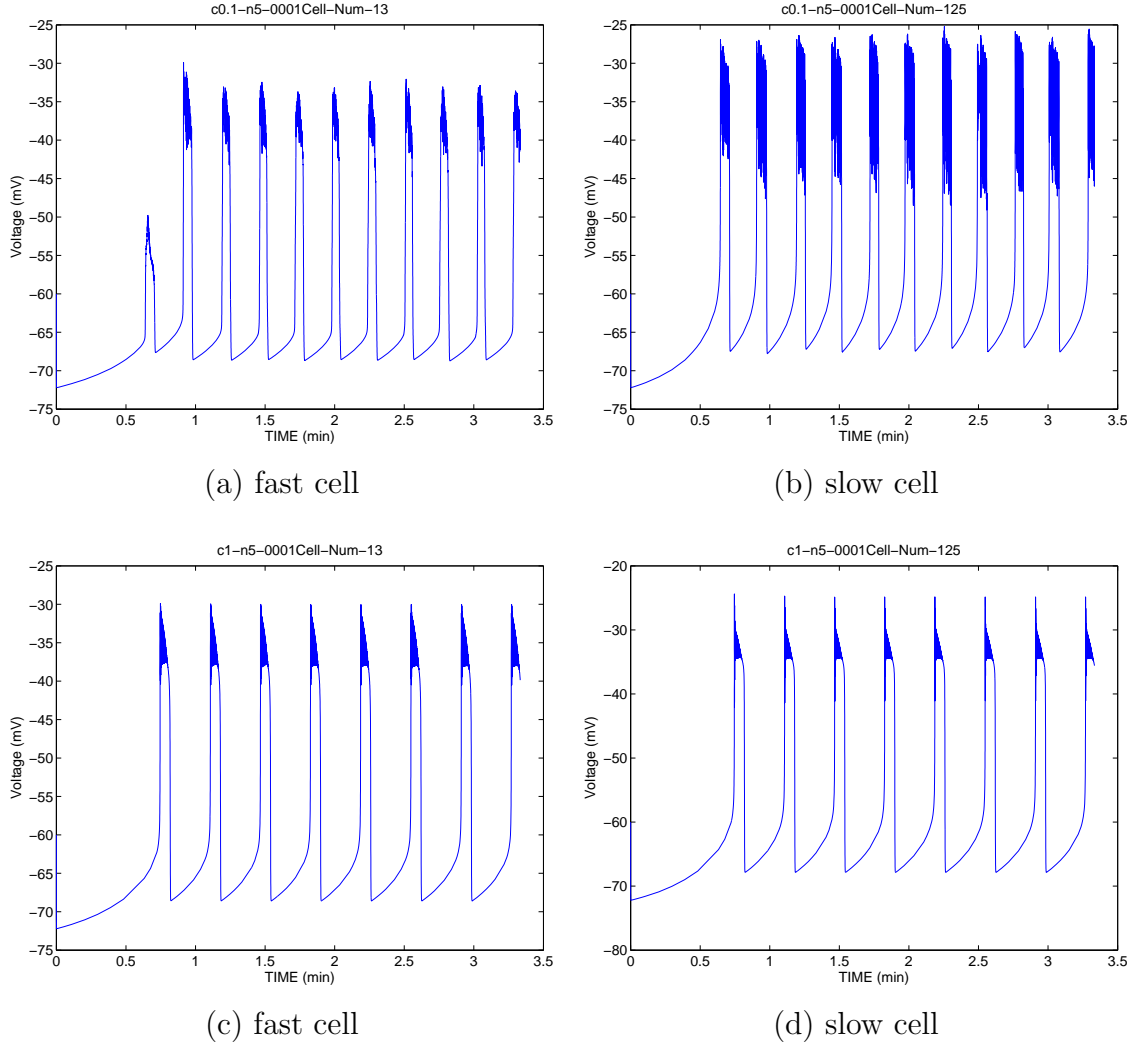 c0.1−n5−0001Cell−Num−13
−25
−30
−35
−40
−45
−50
−55
−60
−65
−70
−75
Voltage (mV)
0 0.5 1 1.5 2 2.5 3 3.5
TIME (min)
(a) fast cell
c0.1−n5−0001Cell−Num−125
−25
−30
−35
−40
−45
−50
−55
−60
−65
−70
−75
Voltage (mV)
0 0.5 1 1.5 2 2.5 3 3.5
TIME (min)
(b) slow cell
c1−n5−0001Cell−Num−13
−25
−30
−35
−40
−45
−50
−55
−60
−65
−70
−75
Voltage (mV)
0 0.5 1 1.5 2 2.5 3 3.5
TIME (min)
(c) fast cell
c1−n5−0001Cell−Num−125
−20
−30
−40
−50
−60
−70
−80
Voltage (mV)
0 0.5 1 1.5 2 2.5 3 3.5
TIME (min)
(d) slow cell